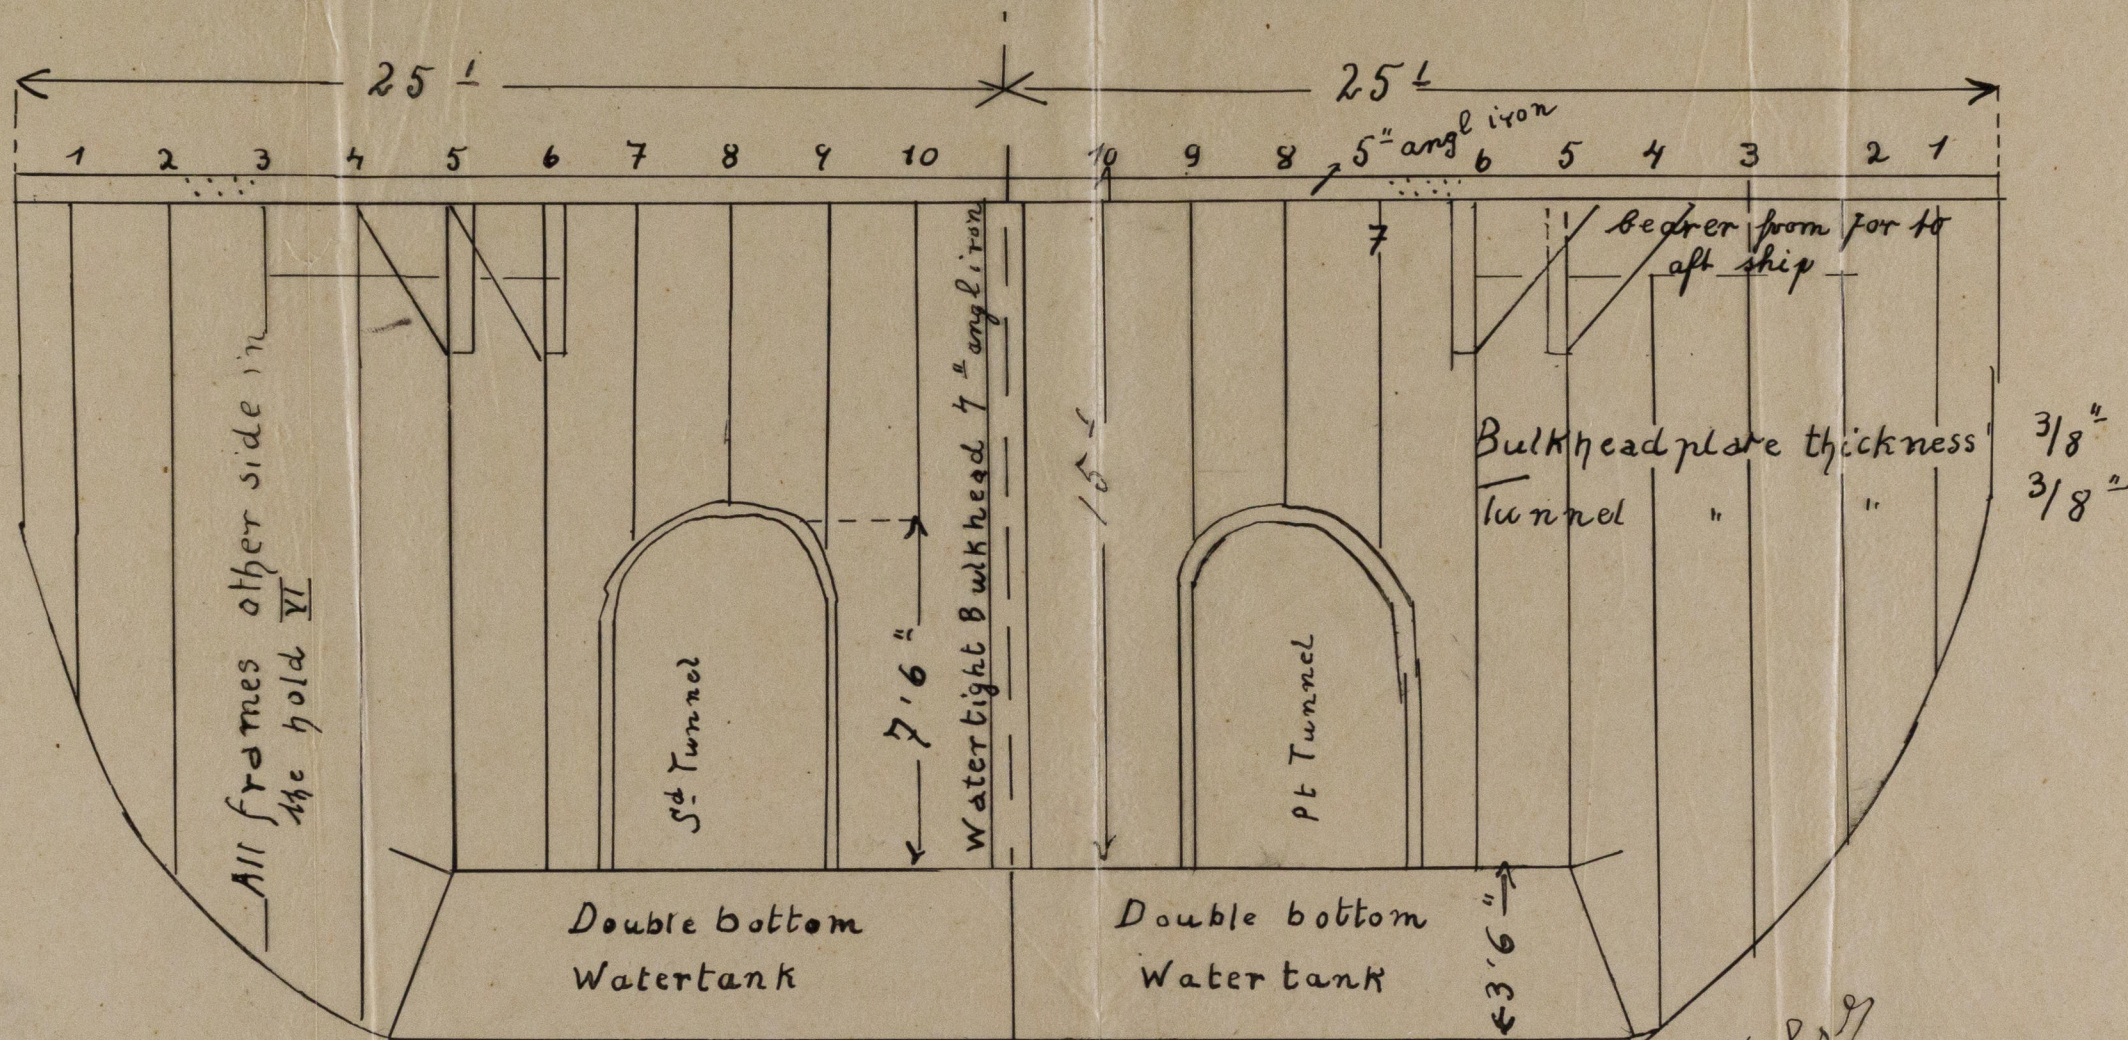 25'
25'
5" angl iron
1 2 3 4 5 6 7 8 9 10
10 9 8 7 6 5 4 3 2 1
bearer from for to
aft ship
All frames other side in
the hold VI
Watertight Bulkhead 4" angl iron
15'
Bulkhead plate thickness 3/8"
Tunnel " " 3/8"
7'6"
Sd Tunnel
Pt Tunnel
Double bottom
Watertank
Double bottom
Water tank
3'6"